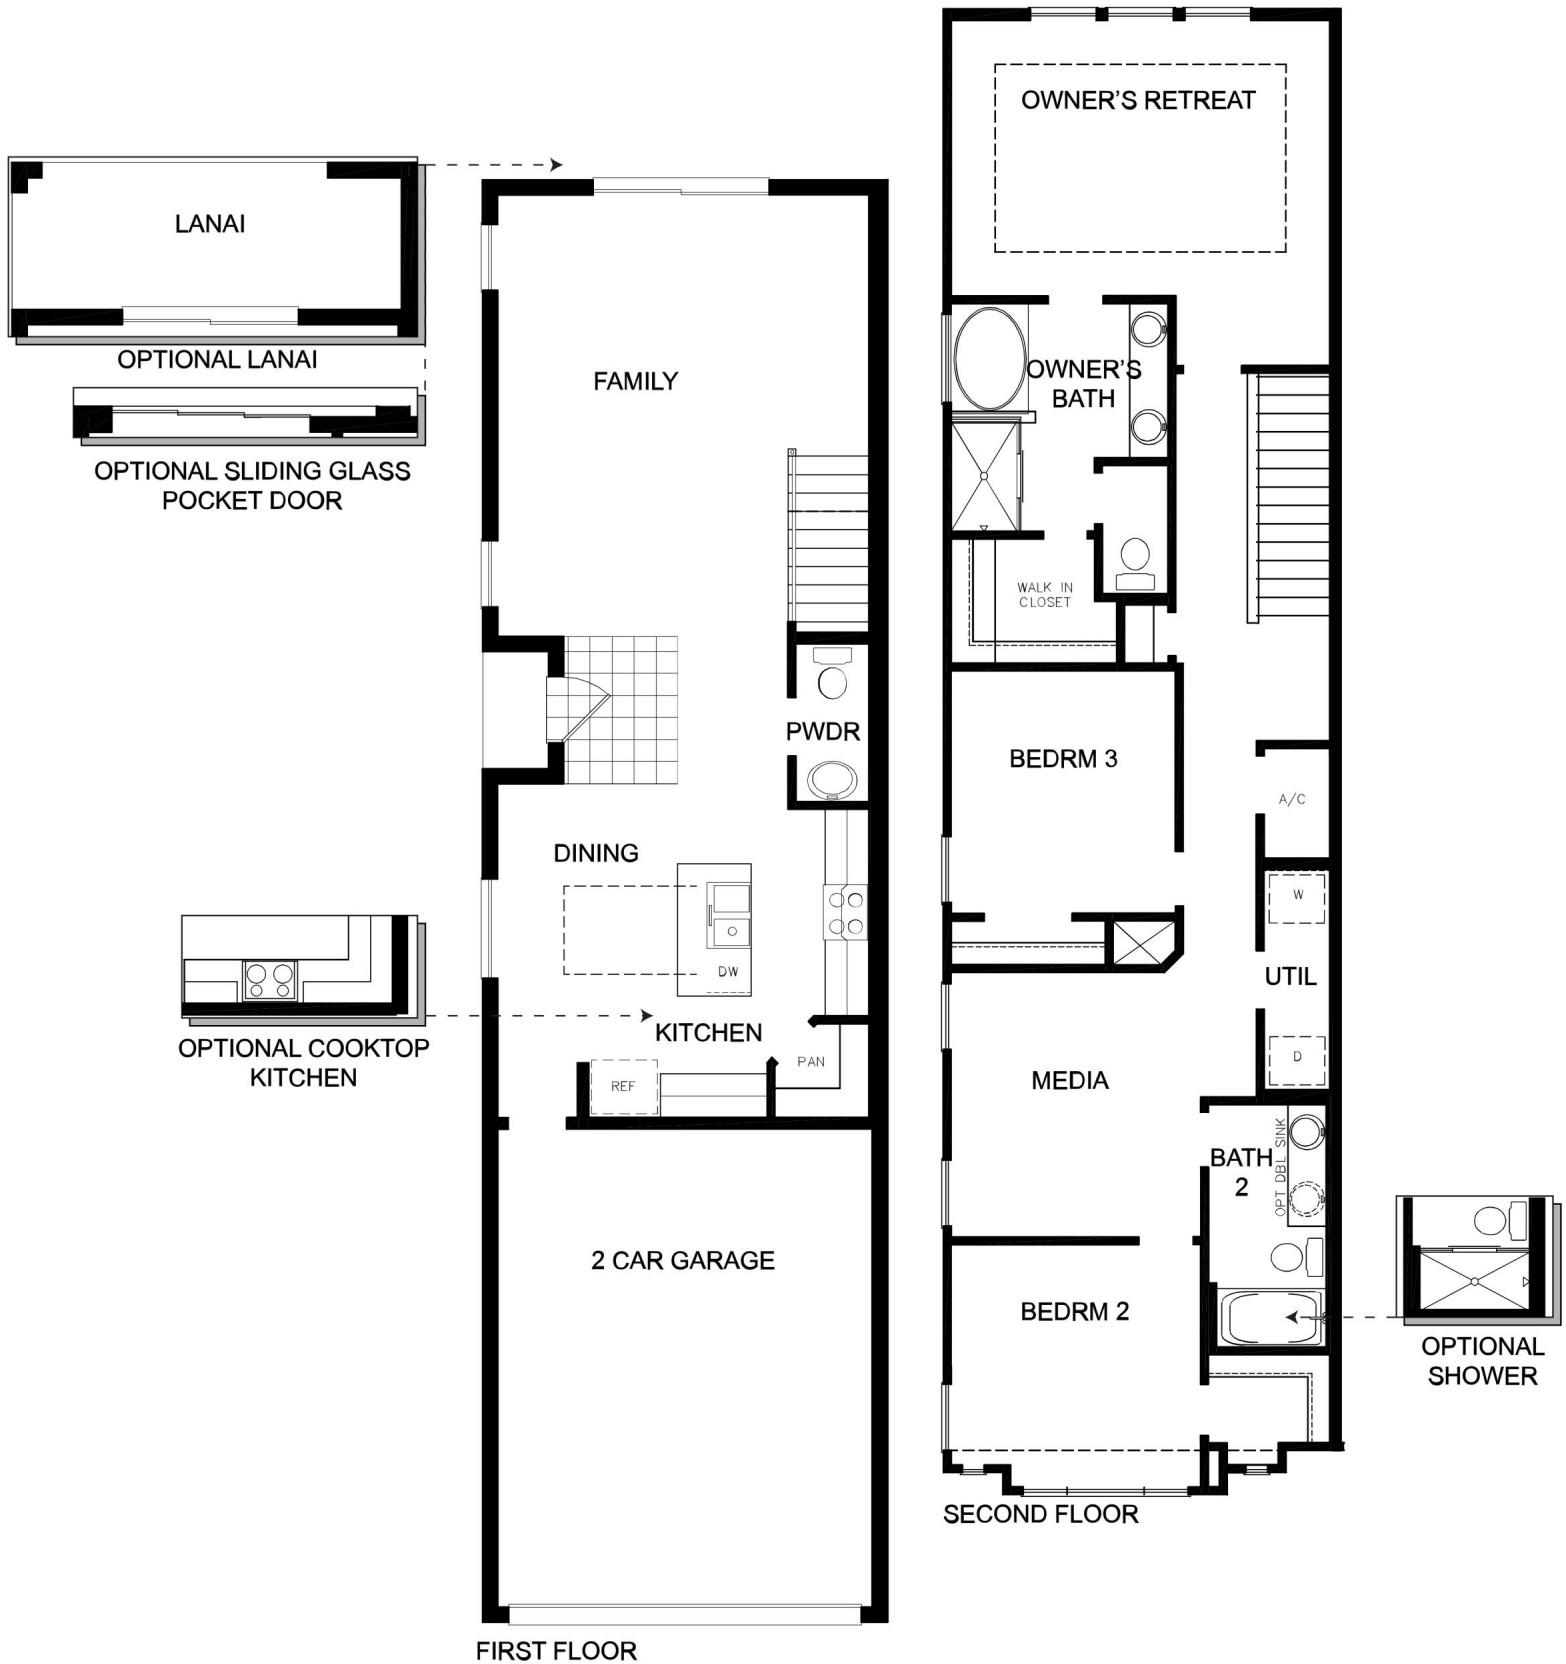 OWNER'S RETREAT
LANAI
OPTIONAL LANAI
OPTIONAL SLIDING GLASS
POCKET DOOR
FAMILY
OWNER'S
BATH
WALK IN
CLOSET
PWDR
BEDRM 3
A/C
DINING
W
DW
UTIL
KITCHEN
OPTIONAL COOKTOP
KITCHEN
PAN
REF
D
MEDIA
OPT DBL SINK
BATH
2
2 CAR GARAGE
BEDRM 2
OPTIONAL
SHOWER
SECOND FLOOR
FIRST FLOOR